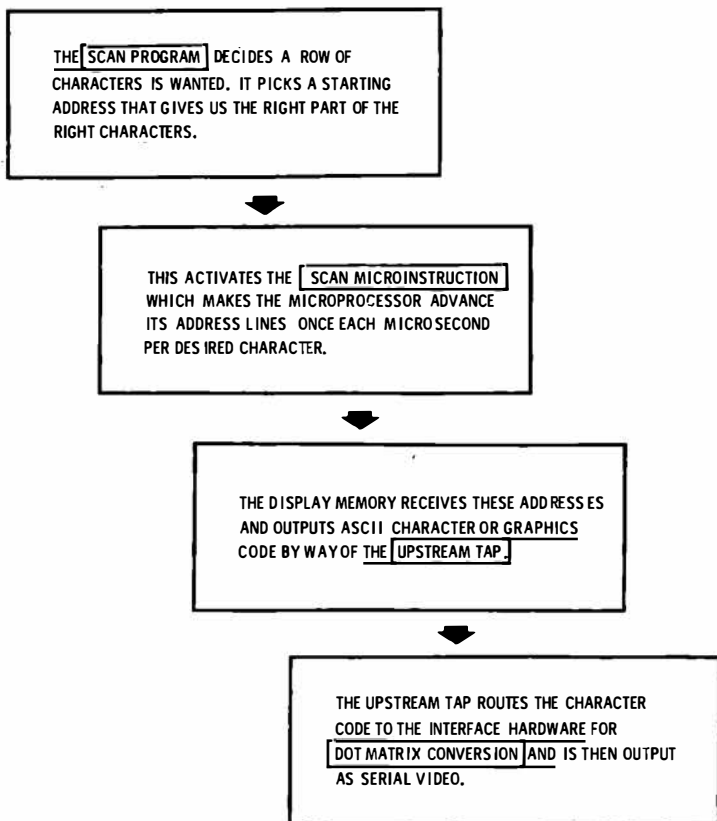 THE SCAN PROGRAM DECIDES A ROW OF
CHARACTERS IS WANTED. IT PICKS A STARTING
ADDRESS THAT GIVES US THE RIGHT PART OF THE
RIGHT CHARACTERS.
THIS ACTIVATES THE SCAN MICROINSTRUCTION
WHICH MAKES THE MICROPROCESSOR ADVANCE
ITS ADDRESS LINES ONCE EACH MICROSECOND
PER DESIRED CHARACTER.
THE DISPLAY MEMORY RECEIVES THESE ADDRESSES
AND OUTPUTS ASCII CHARACTER OR GRAPHICS
CODE BY WAY OF THE UPSTREAM TAP.
THE UPSTREAM TAP ROUTES THE CHARACTER
CODE TO THE INTERFACE HARDWARE FOR
DOT MATRIX CONVERSION AND IS THEN OUTPUT
AS SERIAL VIDEO.